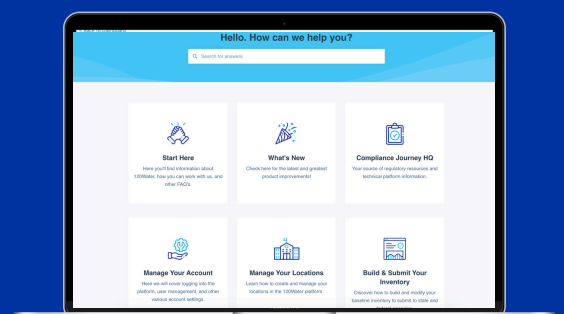 Hello. How can we help you?
Search for answers
Start Here
Here you'll find information about
120Water, how you can work with us, and
other FAQ's.
What's New
Check here for the latest and greatest
product improvements!
Compliance Journey HQ
Your source of regulatory resources and
technical platform information.
Manage Your Account
Here we will cover logging into the
platform, user management, and other
various account settings.
Manage Your Locations
Learn how to create and manage your
locations in the 120Water platform.
Build & Submit Your
Inventory
Discover how to build and modify your
baseline inventory to submit to state and